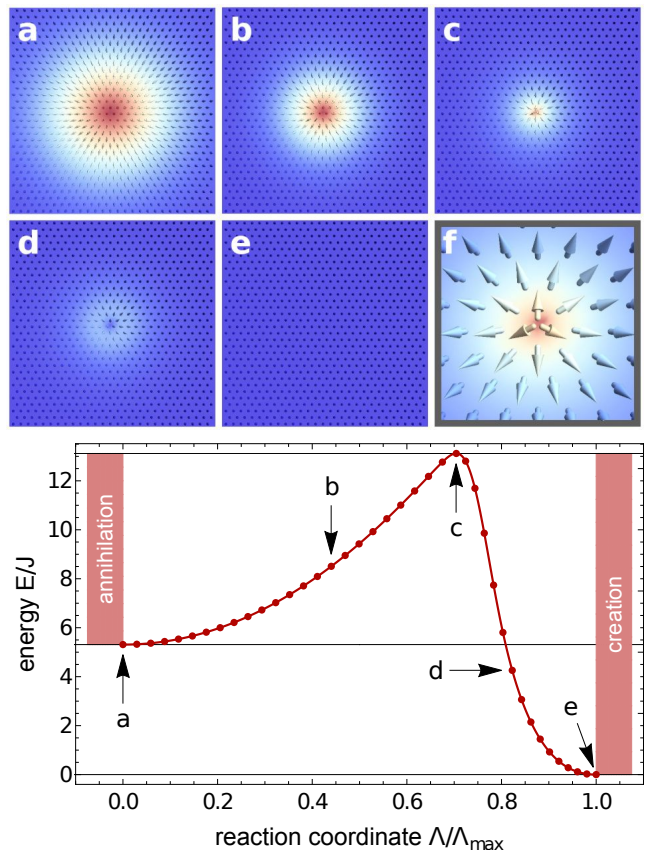 a b c
d e f
energy E/J
12
10
8
6
4
2
0
annihilation
creation
a
b
c
d
e
0.0 0.2 0.4 0.6 0.8 1.0
reaction coordinate Λ/Λmax